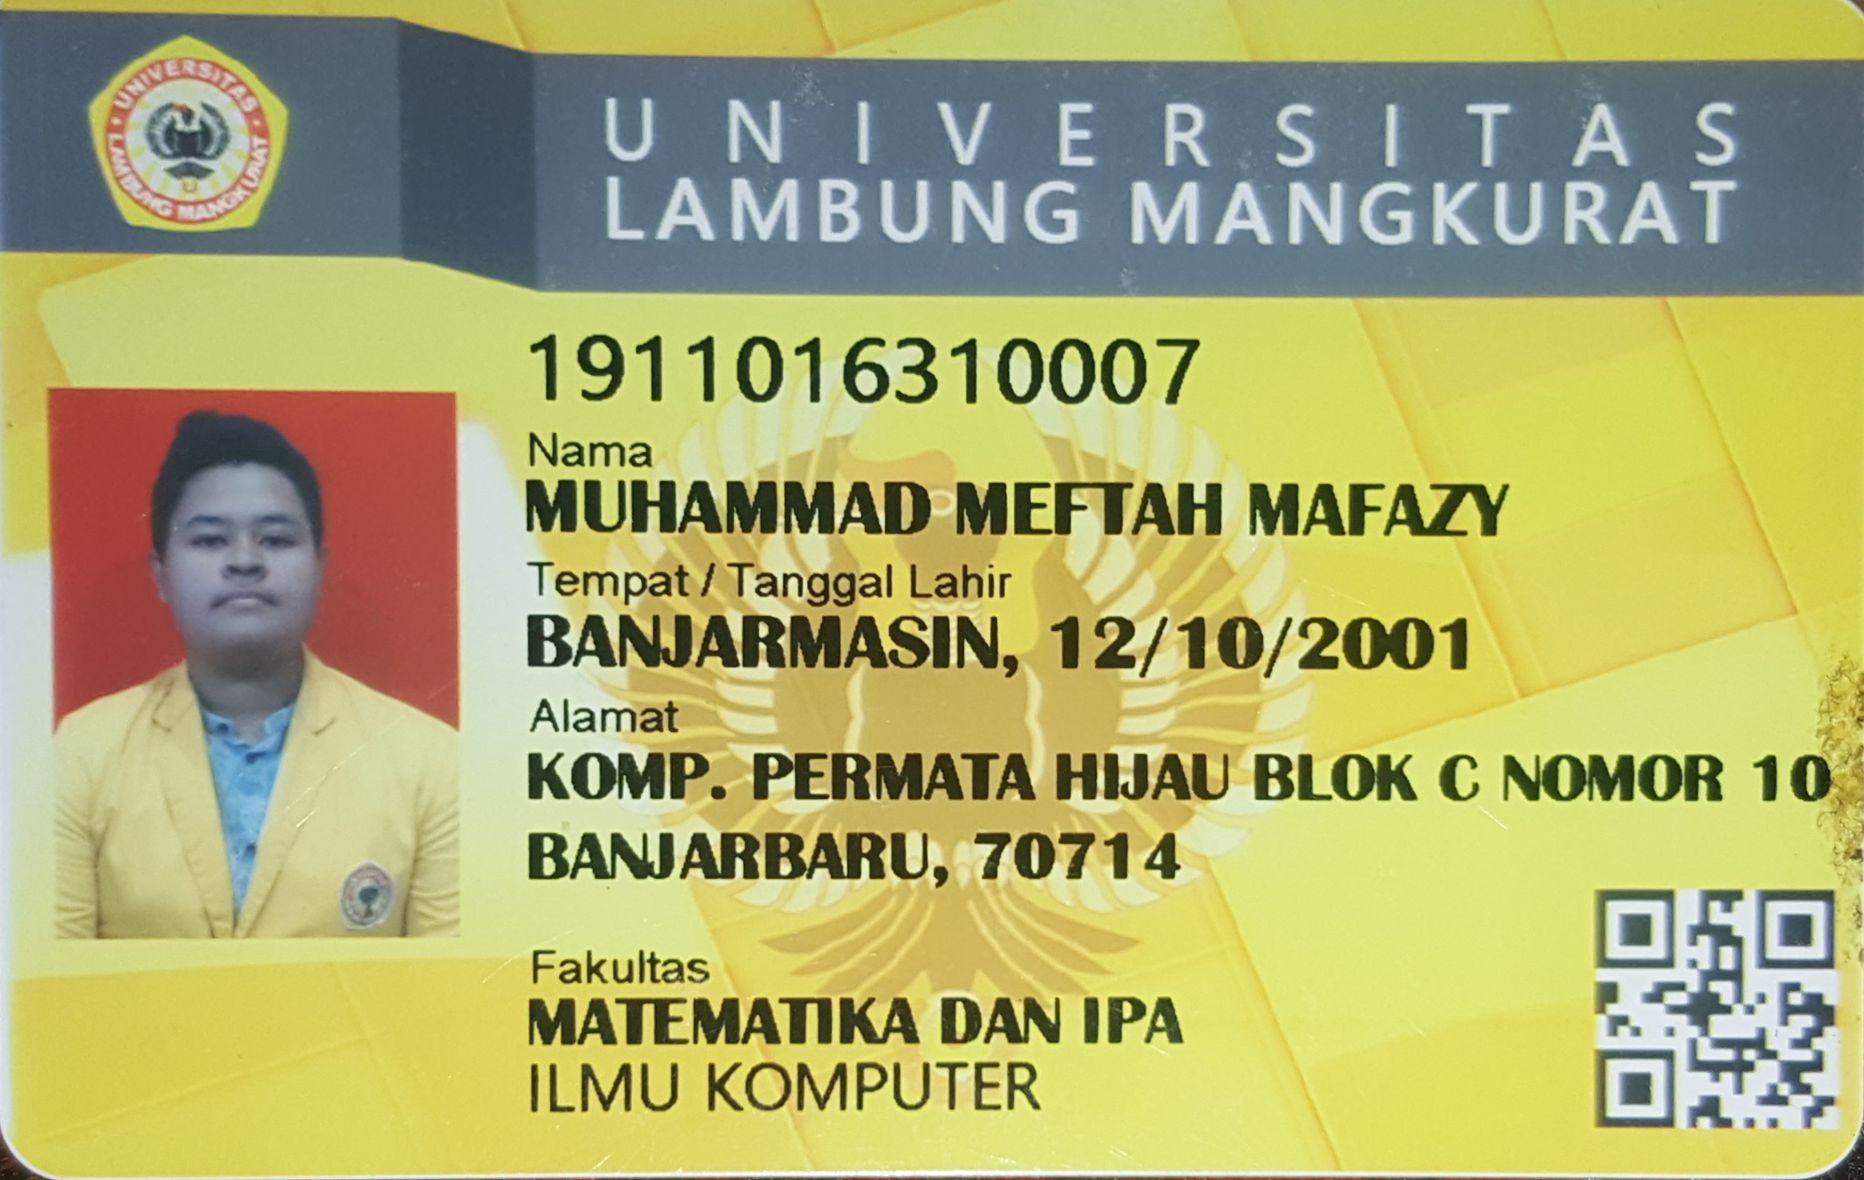 UNIVERSITAS LAMBUNG MANGKURAT
UNIVERSITAS
LAMBUNG MANGKURAT
1911016310007
Nama
MUHAMMAD MEFTAH MAFAZY
Tempat / Tanggal Lahir
BANJARMASIN, 12/10/2001
Alamat
KOMP. PERMATA HIJAU BLOK C NOMOR 10
BANJARBARU, 70714
Fakultas
MATEMATIKA DAN IPA
ILMU KOMPUTER